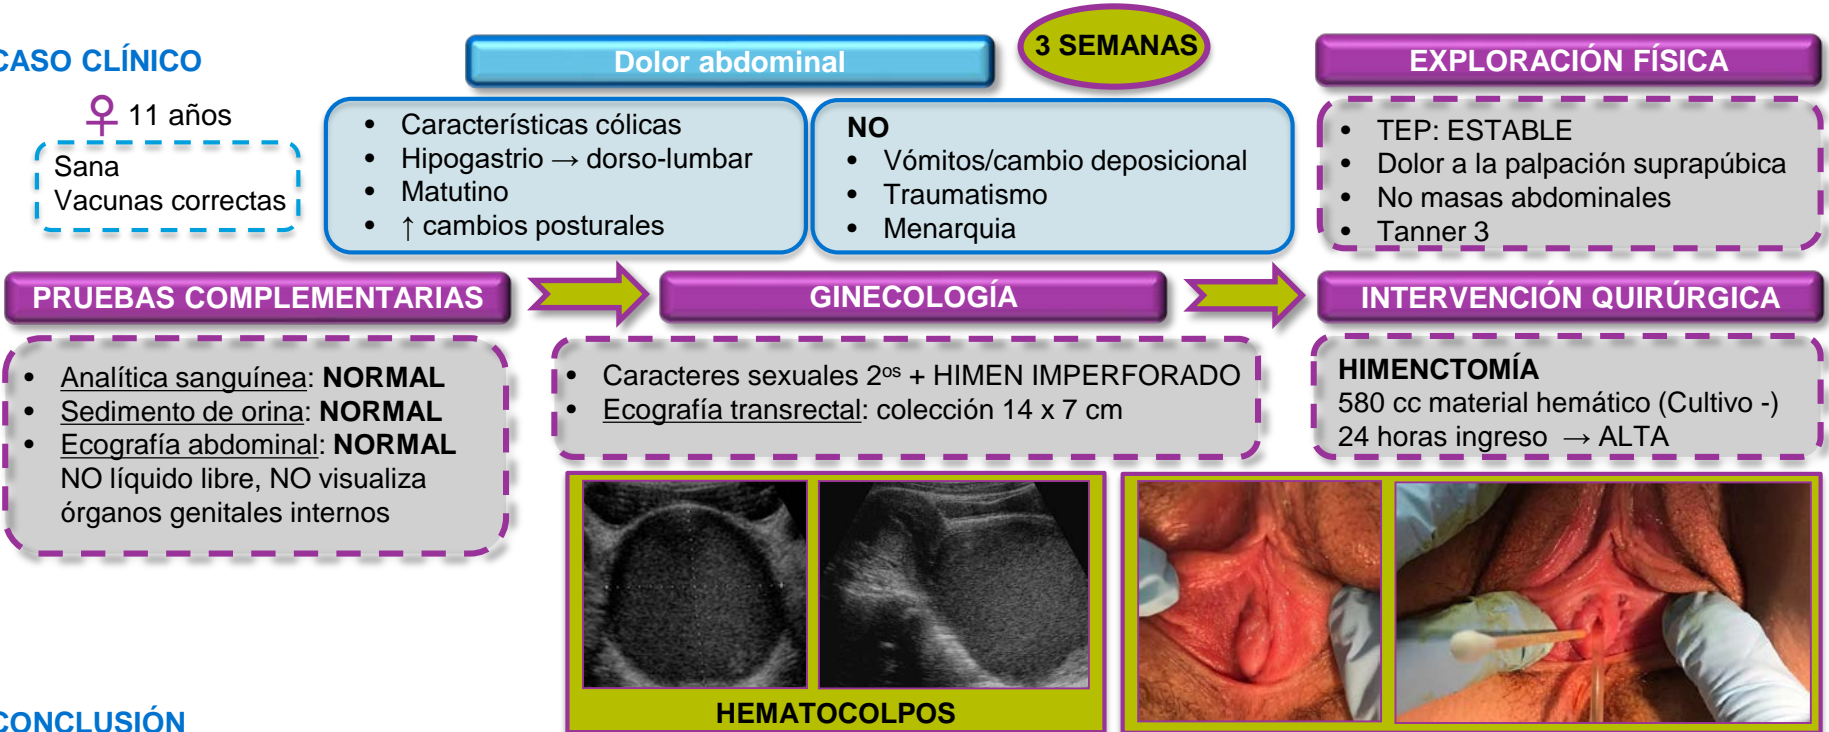 CASO CLÍNICO
♀ 11 años
Sana
Vacunas correctas
Dolor abdominal
3 SEMANAS
• Características cólicas
• Hipogastrio → dorso-lumbar
• Matutino
• ↑ cambios posturales
NO
• Vómitos/cambio deposicional
• Traumatismo
• Menarquia
EXPLORACIÓN FÍSICA
• TEP: ESTABLE
• Dolor a la palpación suprapúbica
• No masas abdominales
• Tanner 3
PRUEBAS COMPLEMENTARIAS
• Analítica sanguínea: NORMAL
• Sedimento de orina: NORMAL
• Ecografía abdominal: NORMAL
NO líquido libre, NO visualiza
órganos genitales internos
GINECOLOGÍA
• Caracteres sexuales 2os + HIMEN IMPERFORADO
• Ecografía transrectal: colección 14 x 7 cm
INTERVENCIÓN QUIRÚRGICA
HIMENCTOMÍA
580 cc material hemático (Cultivo -)
24 horas ingreso → ALTA
HEMATOCOLPOS
CONCLUSIÓN